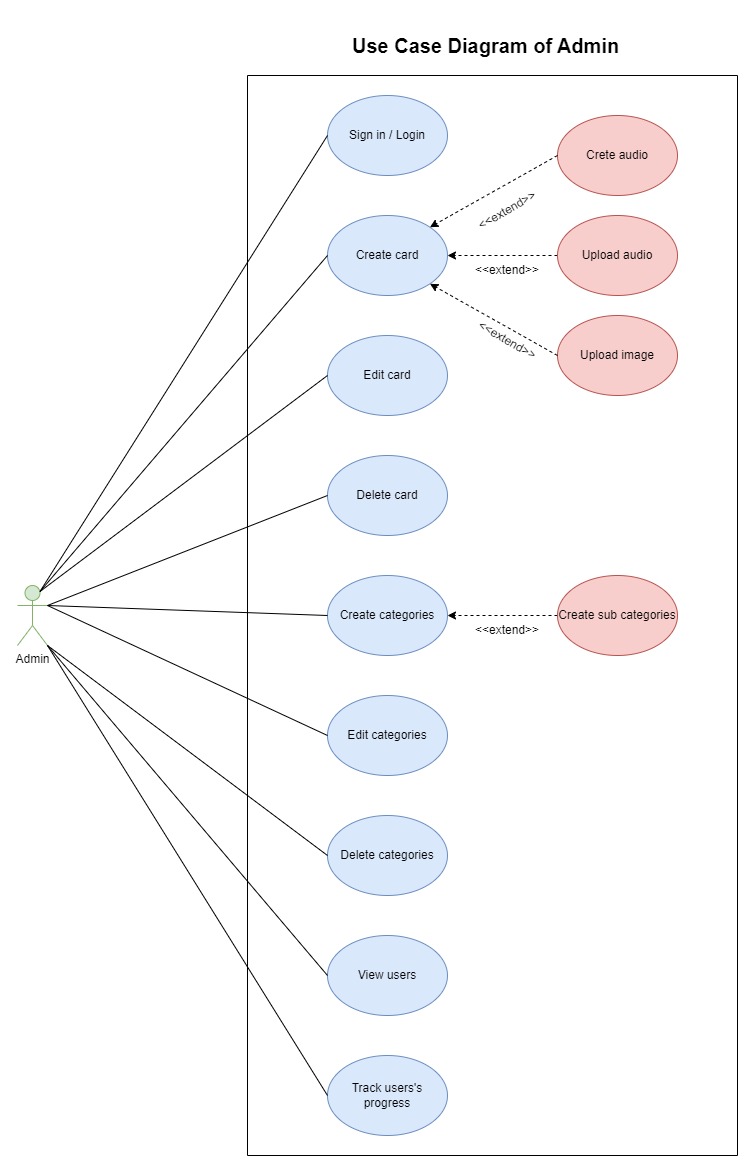 Use Case Diagram of Admin
Sign in / Login
Crete audio
<<extend>>
Create card
Upload audio
<<extend>>
<<extend>>
Upload image
Edit card
Delete card
Create categories
Create sub categories
<<extend>>
Admin
Edit categories
Delete categories
View users
Track users's
progress